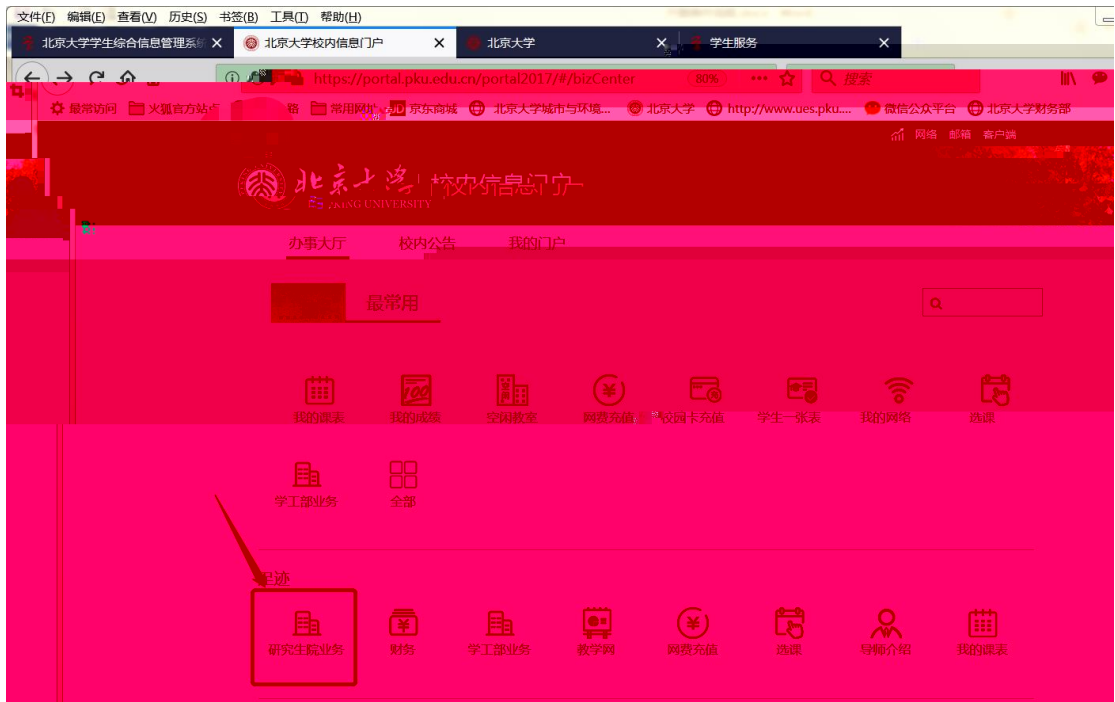 文件(F) 编辑(E) 查看(V) 历史(S) 书签(B) 工具(T) 帮助(H)
北京大学学生综合信息管理系统 北京大学校内信息门户 北京大学 学生服务
https://portal.pku.edu.cn/portal2017/#/bizCenter 80% 搜索
最常访问 火狐官方站点 常用网址 JD 京东商城 北京大学城市与环境... 北京大学 http://www.ues.pku.... 微信公众平台 北京大学财务部
网络 邮箱 客户端
北京大学 校内信息门户
PEKING UNIVERSITY
办事大厅 校内公告 我的门户
最常用
我的课表 我的成绩 空闲教室 网费充值 校园卡充值 学生一张表 我的网络 选课
学工部业务 全部
足迹
研究生院业务 财务 学工部业务 教学网 网费充值 选课 导师介绍 我的课表